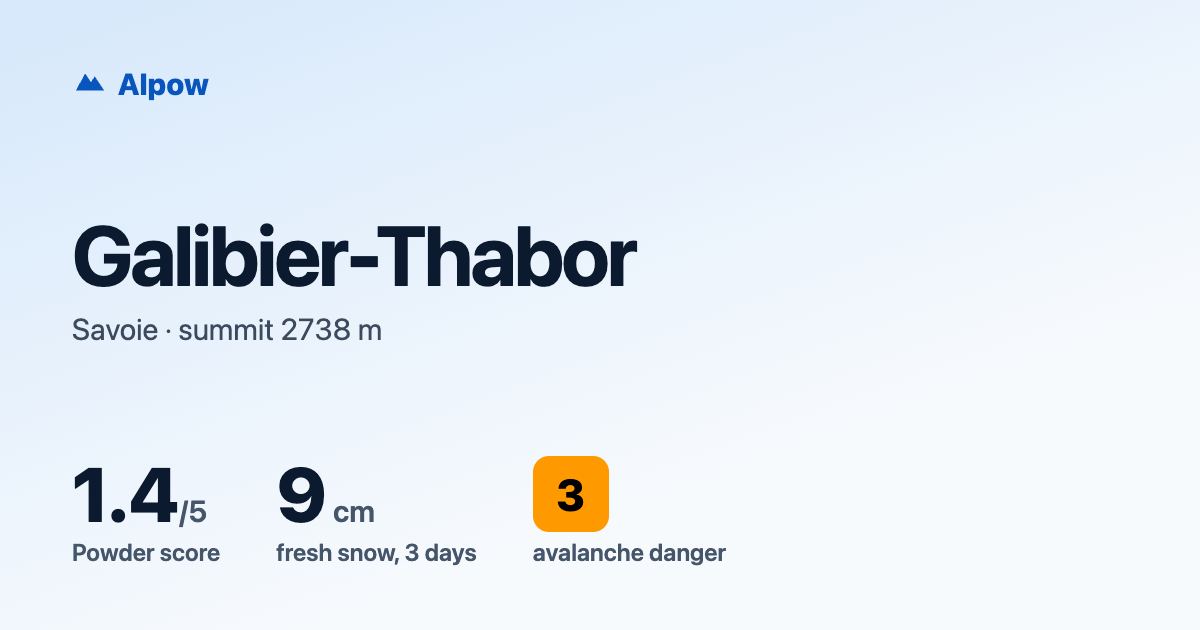 Alpow
Galibier-Thabor
Savoie · summit 2738 m
1.4/5
Powder score
9 cm
fresh snow, 3 days
3
avalanche danger